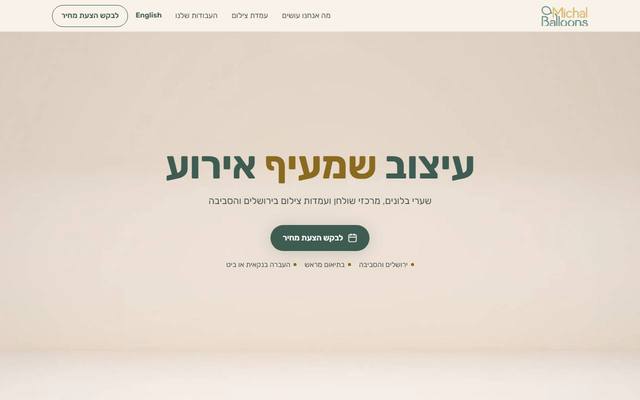 Michal
Balloons
מה אנחנו עושים
עמדת צילום
העבודות שלנו
English
לבקש הצעת מחיר
עיצוב שמעיף אירוע
שערי בלונים, מרכזי שולחן ועמדות צילום בירושלים והסביבה
לבקש הצעת מחיר
ירושלים והסביבה • בתיאום מראש • העברה בנקאית או ביט